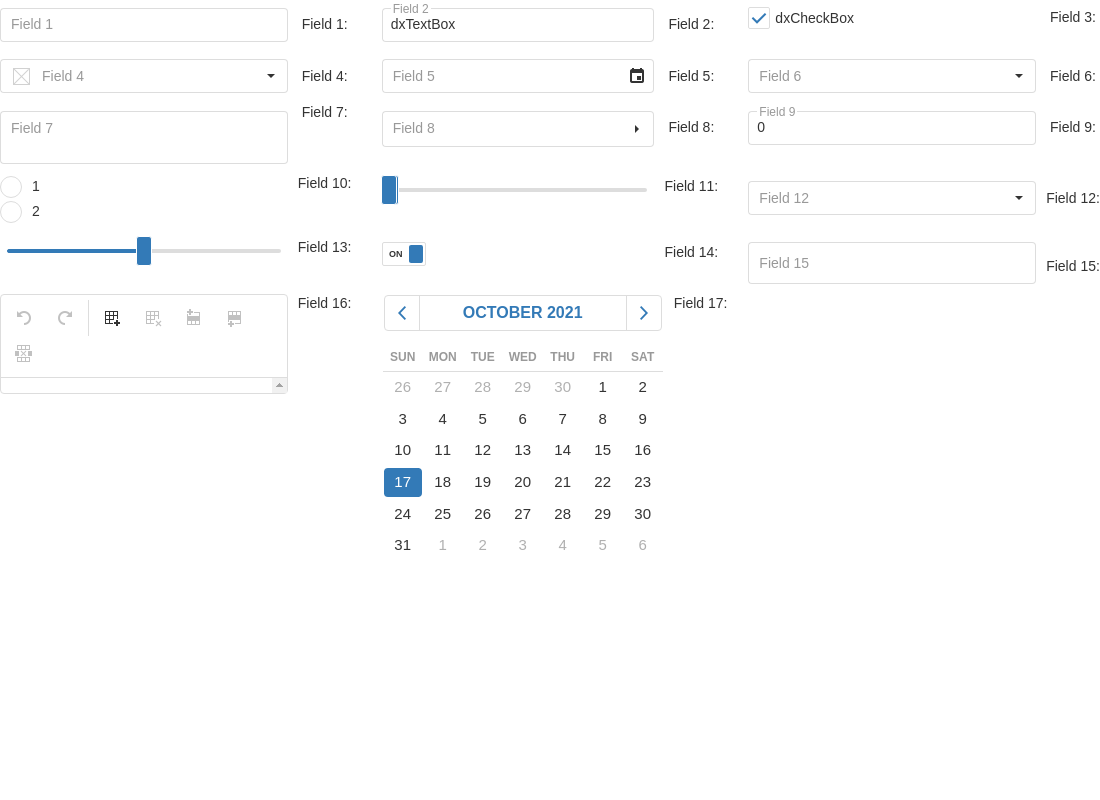 Field 1 Field 1: Field 2 dxTextBox Field 2: dxCheckBox Field 3:
Field 4 Field 4: Field 5 Field 5: Field 6 Field 6:
Field 7 Field 7: Field 8 Field 8: Field 9 0 Field 9:
1 Field 10: Field 11: Field 12 Field 12:
2
Field 13: ON Field 14: Field 15 Field 15:
Field 16: OCTOBER 2021 Field 17:
SUN MON TUE WED THU FRI SAT
26 27 28 29 30 1 2
3 4 5 6 7 8 9
10 11 12 13 14 15 16
17 18 19 20 21 22 23
24 25 26 27 28 29 30
31 1 2 3 4 5 6